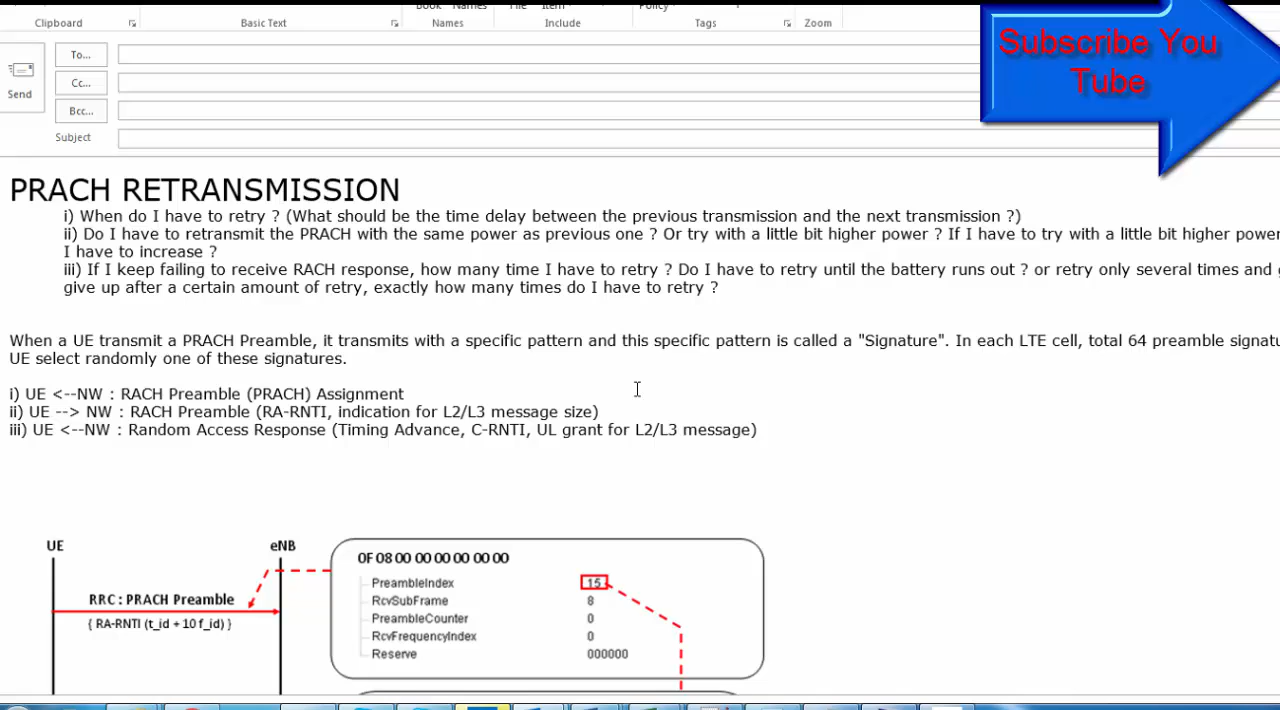 Book Names File Item Policy
Clipboard Basic Text Names Include Tags Zoom
Subscribe You
Tube
To...
Cc...
Send
Bcc...
Subject
PRACH RETRANSMISSION
i) When do I have to retry ? (What should be the time delay between the previous transmission and the next transmission ?)
ii) Do I have to retransmit the PRACH with the same power as previous one ? Or try with a little bit higher power ? If I have to try with a little bit higher power
I have to increase ?
iii) If I keep failing to receive RACH response, how many time I have to retry ? Do I have to retry until the battery runs out ? or retry only several times and
give up after a certain amount of retry, exactly how many times do I have to retry ?
When a UE transmit a PRACH Preamble, it transmits with a specific pattern and this specific pattern is called a "Signature". In each LTE cell, total 64 preamble
UE select randomly one of these signatures.
i) UE <--NW : RACH Preamble (PRACH) Assignment
ii) UE --> NW : RACH Preamble (RA-RNTI, indication for L2/L3 message size)
iii) UE <--NW : Random Access Response (Timing Advance, C-RNTI, UL grant for L2/L3 message)
UE eNB
0F 08 00 00 00 00 00 00
PreambleIndex 15
RRC : PRACH Preamble
RcvSubFrame 8
PreambleCounter 0
{ RA-RNTI (t_id + 10 f_id) }
RcvFrequencyIndex 0
Reserve 000000